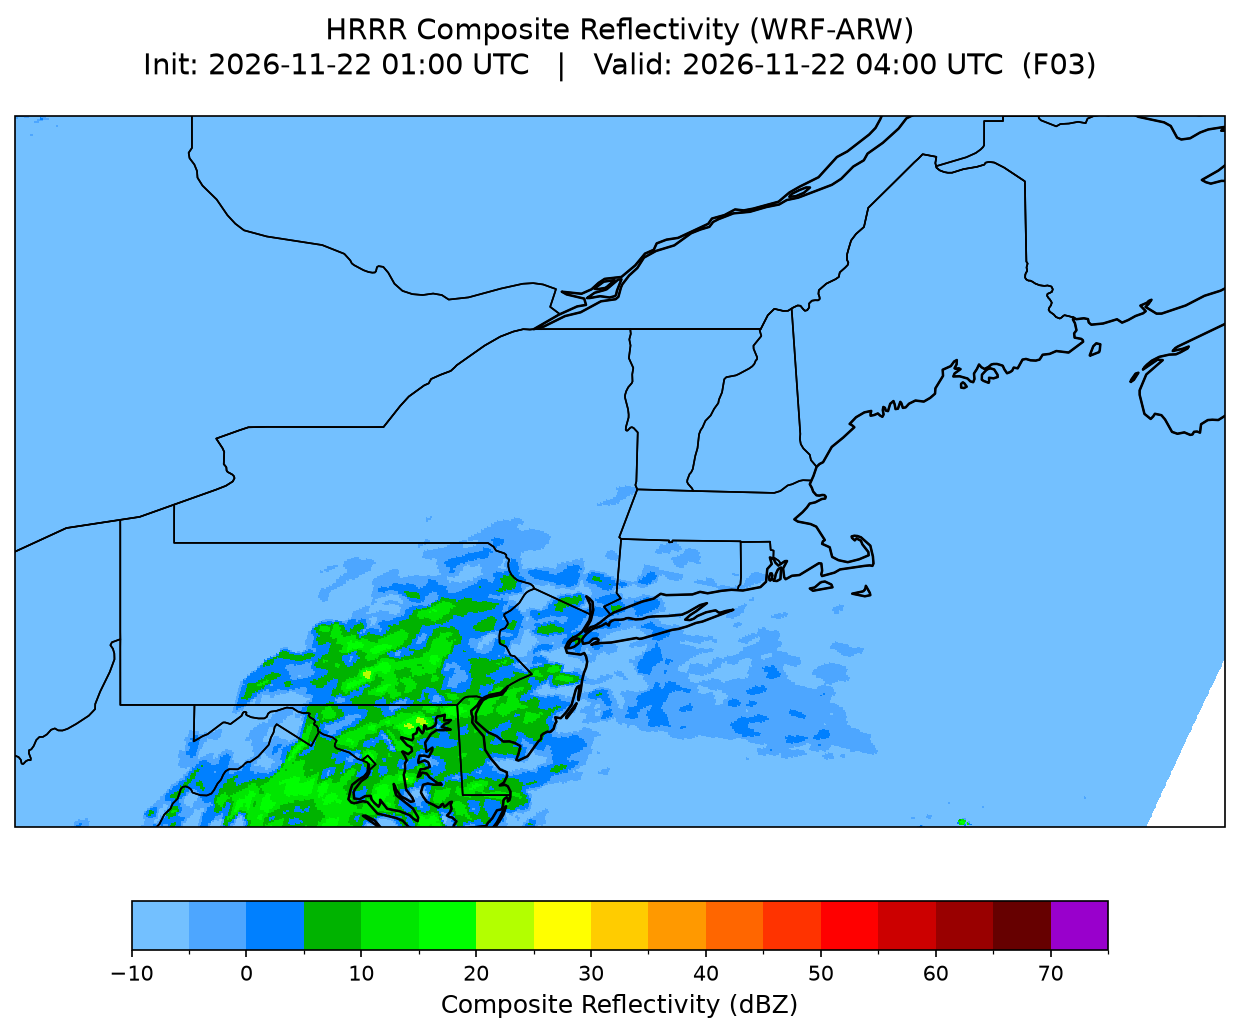 HRRR Composite Reflectivity (WRF-ARW)
Init: 2026-11-22 01:00 UTC   |   Valid: 2026-11-22 04:00 UTC  (F03)
−10 0 10 20 30 40 50 60 70
Composite Reflectivity (dBZ)